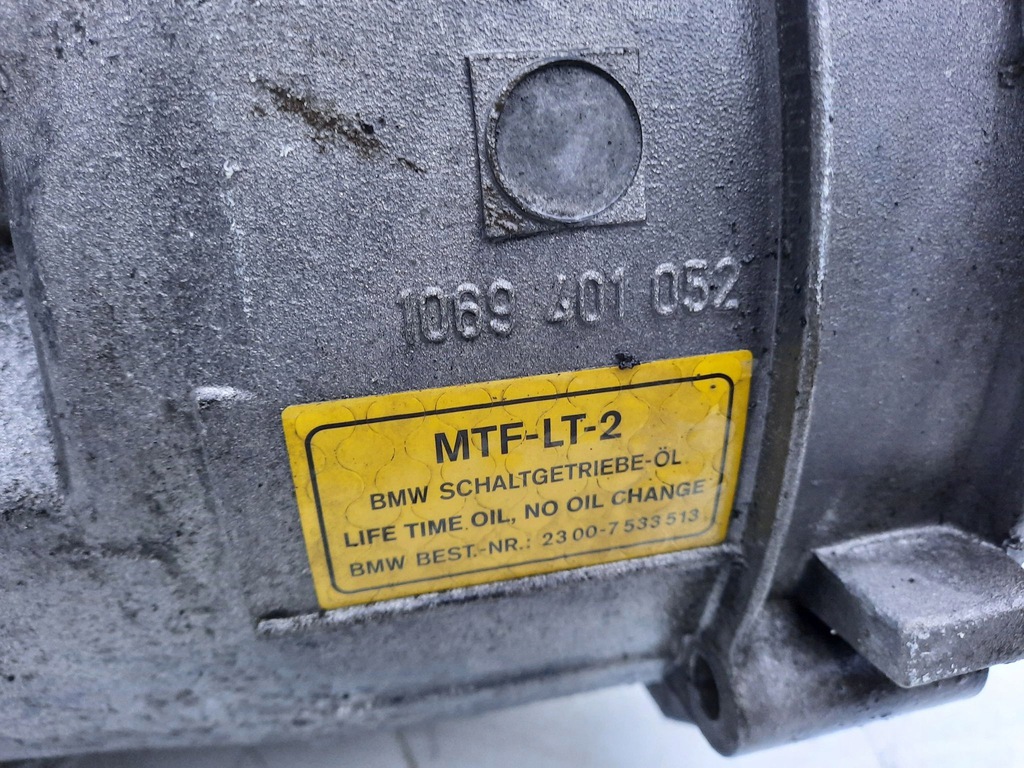 1069 401 052
MTF-LT-2
BMW SCHALTGETRIEBE-ÖL
LIFE TIME OIL, NO OIL CHANGE
BMW BEST.-NR.: 23 00-7 533 513